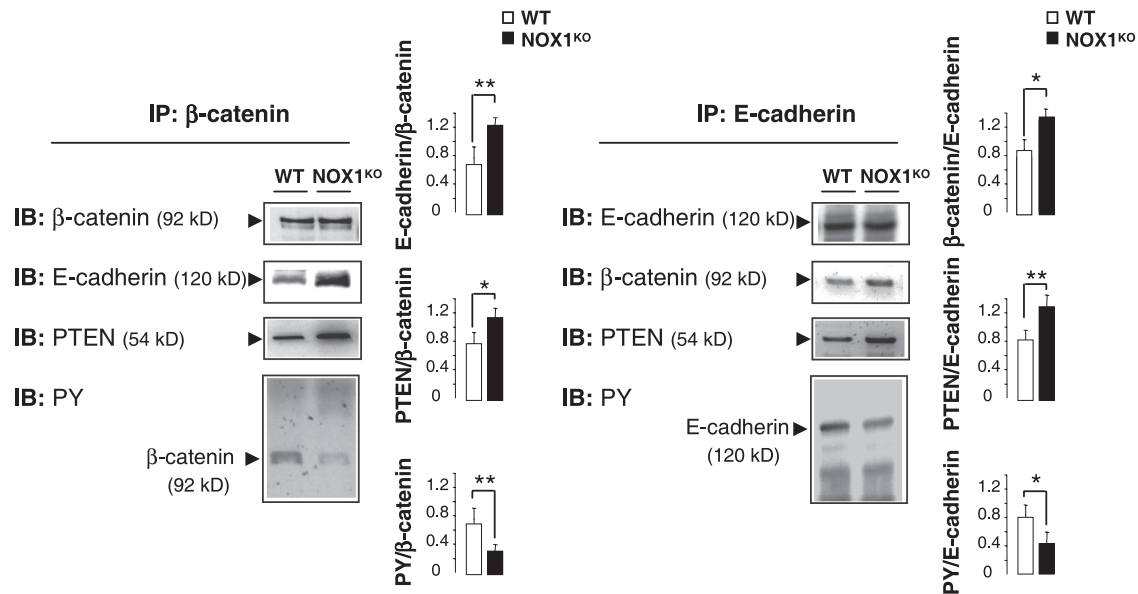 WT
NOX1KO
IP: β-catenin
WT NOX1KO
IB: β-catenin (92 kD)
IB: E-cadherin (120 kD)
IB: PTEN (54 kD)
IB: PY
β-catenin
(92 kD)
E-cadherin/β-catenin
**
1.2
0.8
0.4
0
PTEN/β-catenin
*
1.2
0.8
0.4
0
PY/β-catenin
**
1.2
0.8
0.4
0
WT
NOX1KO
IP: E-cadherin
WT NOX1KO
IB: E-cadherin (120 kD)
IB: β-catenin (92 kD)
IB: PTEN (54 kD)
IB: PY
E-cadherin
(120 kD)
β-catenin/E-cadherin
*
1.2
0.8
0.4
0
PTEN/E-cadherin
**
1.2
0.8
0.4
0
PY/E-cadherin
*
1.2
0.8
0.4
0